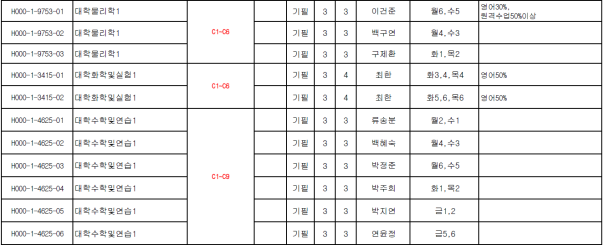 H000-1-9753-01 대학물리학1 C1-C6 기필 3 3 이건준 월6,수5 영어30%, 원격수업50%이상
H000-1-9753-02 대학물리학1 기필 3 3 백구연 월4,수3
H000-1-9753-03 대학물리학1 기필 3 3 구제환 화1,목2
H000-1-3415-01 대학화학및실험1 C1-C6 기필 3 4 최한 화3,4,목4 영어50%
H000-1-3415-02 대학화학및실험1 기필 3 4 최한 화5,6,목6 영어50%
H000-1-4625-01 대학수학및연습1 C1-C9 기필 3 3 류송분 월2,수1
H000-1-4625-02 대학수학및연습1 기필 3 3 백혜숙 월4,수3
H000-1-4625-03 대학수학및연습1 기필 3 3 박정준 월6,수5
H000-1-4625-04 대학수학및연습1 기필 3 3 박주희 화1,목2
H000-1-4625-05 대학수학및연습1 기필 3 3 박지연 금1,2
H000-1-4625-06 대학수학및연습1 기필 3 3 연윤정 금5,6